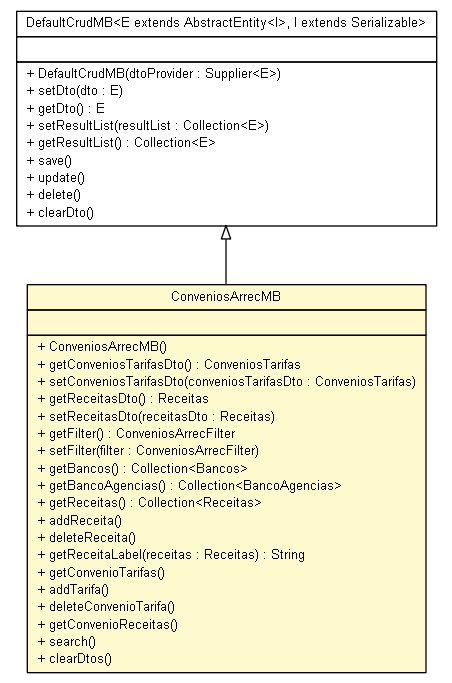 DefaultCrudMB<E extends AbstractEntity<I>, I extends Serializable>
+ DefaultCrudMB(dtoProvider : Supplier<E>)
+ setDto(dto : E)
+ getDto() : E
+ setResultList(resultList : Collection<E>)
+ getResultList() : Collection<E>
+ save()
+ update()
+ delete()
+ clearDto()
ConveniosArrecMB
+ ConveniosArrecMB()
+ getConveniosTarifasDto() : ConveniosTarifas
+ setConveniosTarifasDto(conveniosTarifasDto : ConveniosTarifas)
+ getReceitasDto() : Receitas
+ setReceitasDto(receitasDto : Receitas)
+ getFilter() : ConveniosArrecFilter
+ setFilter(filter : ConveniosArrecFilter)
+ getBancos() : Collection<Bancos>
+ getBancoAgencias() : Collection<BancoAgencias>
+ getReceitas() : Collection<Receitas>
+ addReceita()
+ deleteReceita()
+ getReceitaLabel(receitas : Receitas) : String
+ getConvenioTarifas()
+ addTarifa()
+ deleteConvenioTarifa()
+ getConvenioReceitas()
+ search()
+ clearDtos()